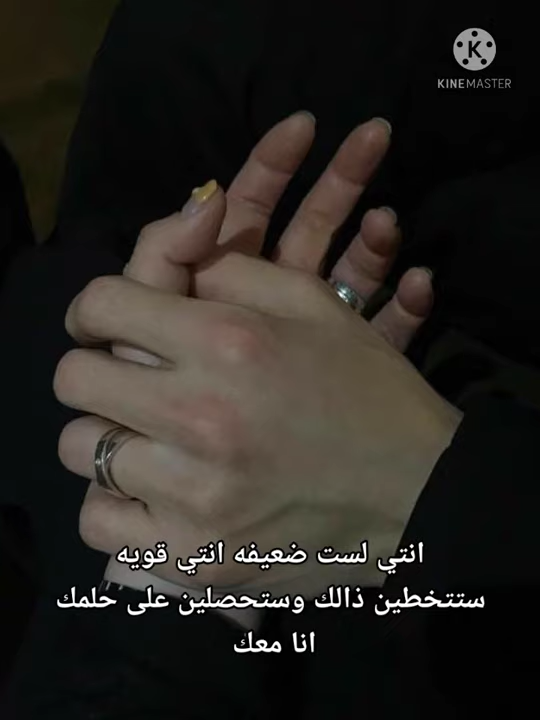 KINEMASTER
انتي لست ضعيفه انتي قويه
ستتخطين ذالك وستحصلين على حلمك
انا معك